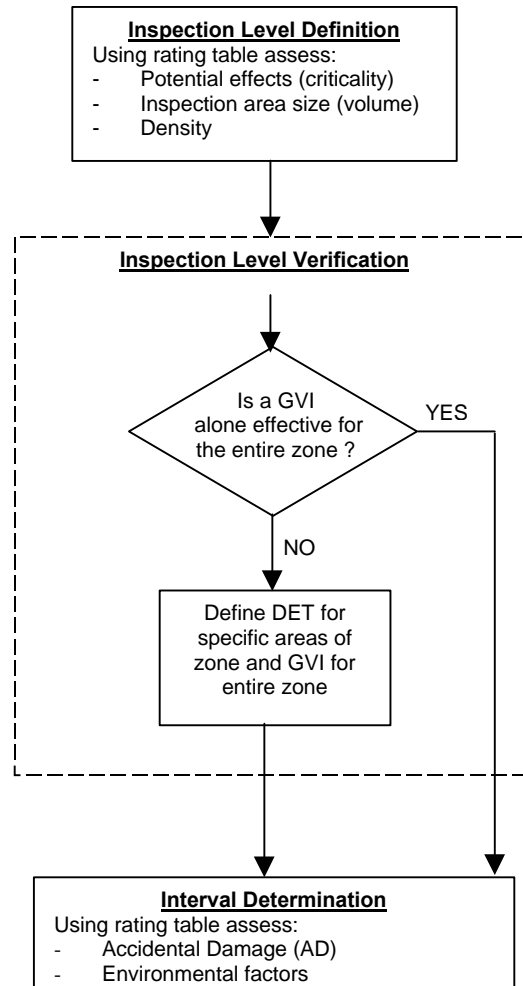 Inspection Level Definition
Using rating table assess:
- Potential effects (criticality)
- Inspection area size (volume)
- Density
Inspection Level Verification
Is a GVI
alone effective for
the entire zone ?
YES
NO
Define DET for
specific areas of
zone and GVI for
entire zone
Interval Determination
Using rating table assess:
- Accidental Damage (AD)
- Environmental factors